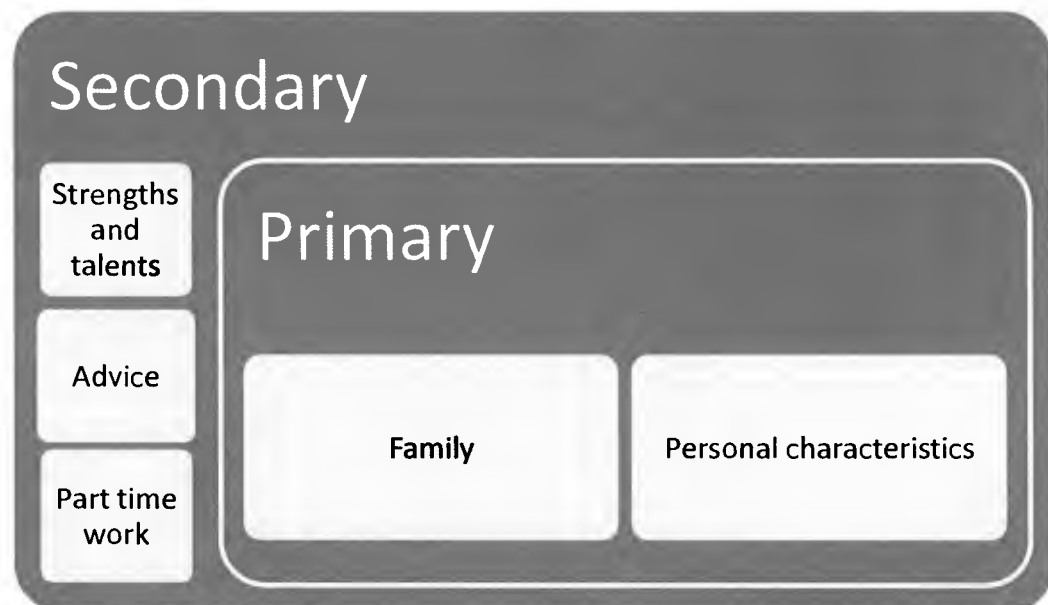 Secondary
Strengths
and
talents
Advice
Part time
work
Primary
Family
Personal characteristics